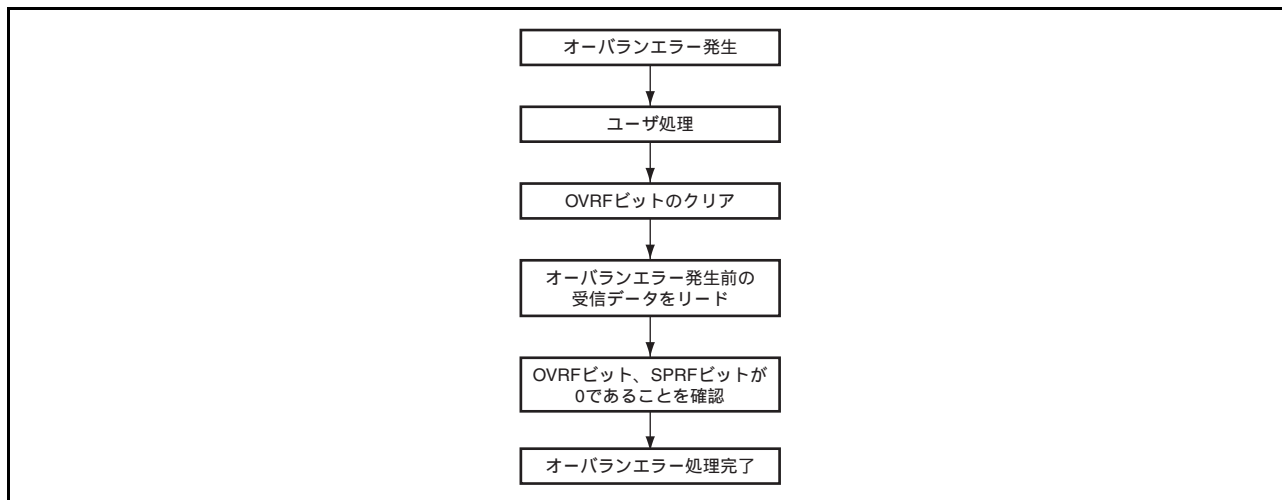 オーバランエラー発生
ユーザ処理
OVRFビットのクリア
オーバランエラー発生前の
受信データをリード
OVRFビット、SPRFビットが
0であることを確認
オーバランエラー処理完了